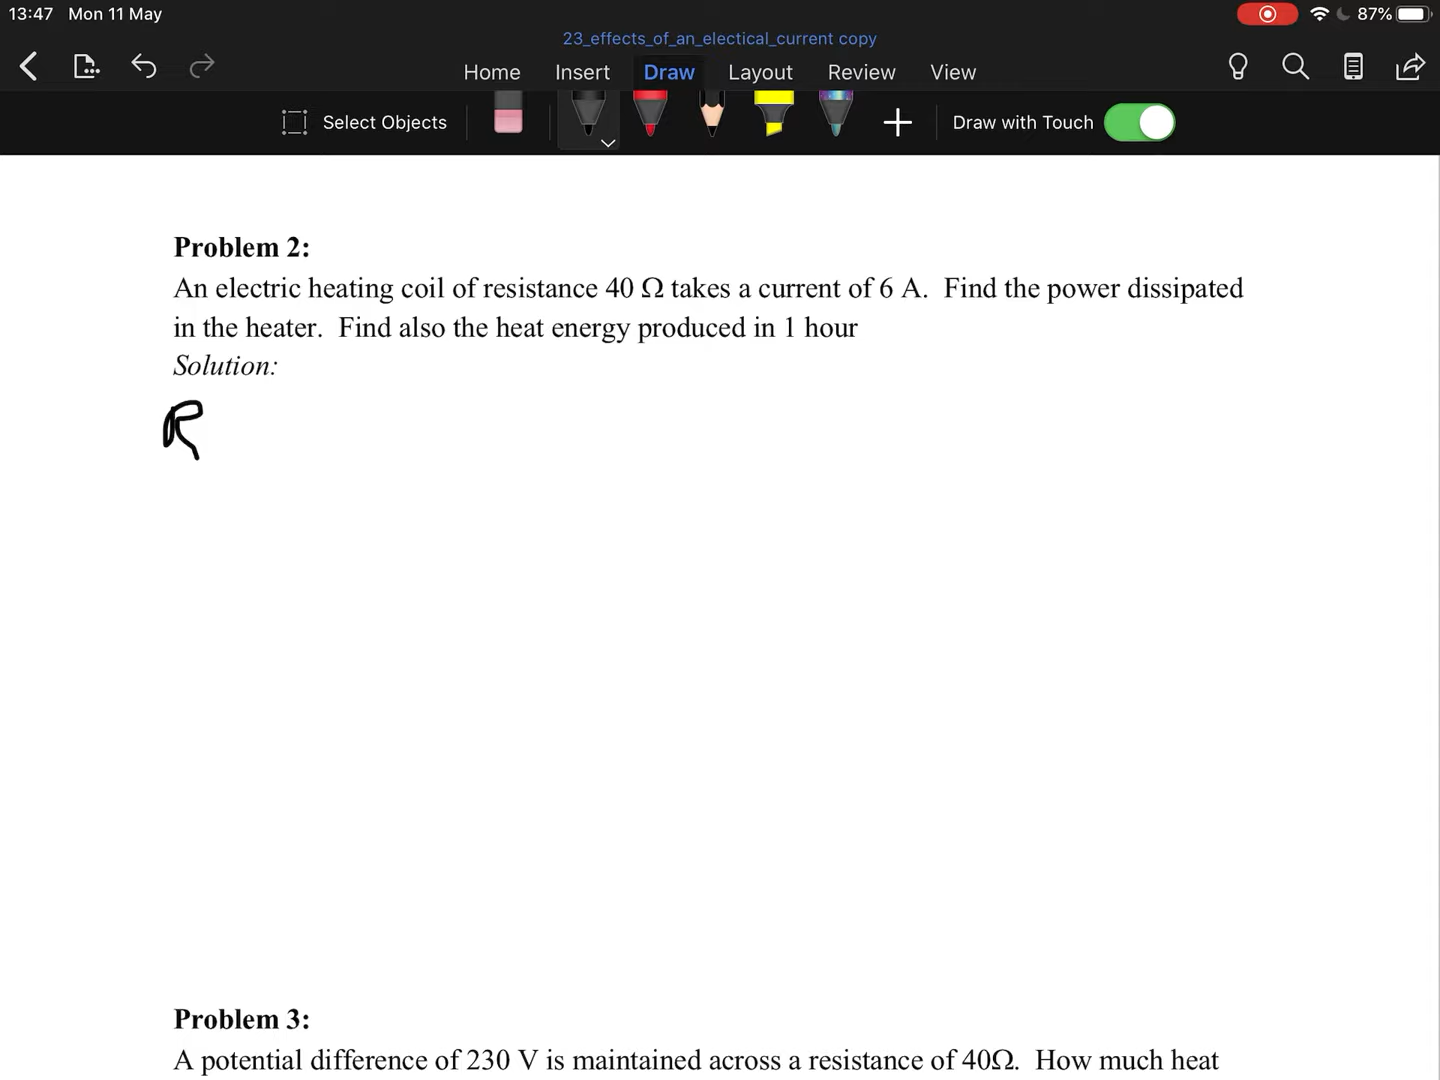 13:47 Mon 11 May 87%
23_effects_of_an_electical_current copy
Home Insert Draw Layout Review View
Select Objects Draw with Touch
Problem 2:
An electric heating coil of resistance 40 Ω takes a current of 6 A. Find the power dissipated
in the heater. Find also the heat energy produced in 1 hour
Solution:
R
Problem 3:
A potential difference of 230 V is maintained across a resistance of 40Ω. How much heat